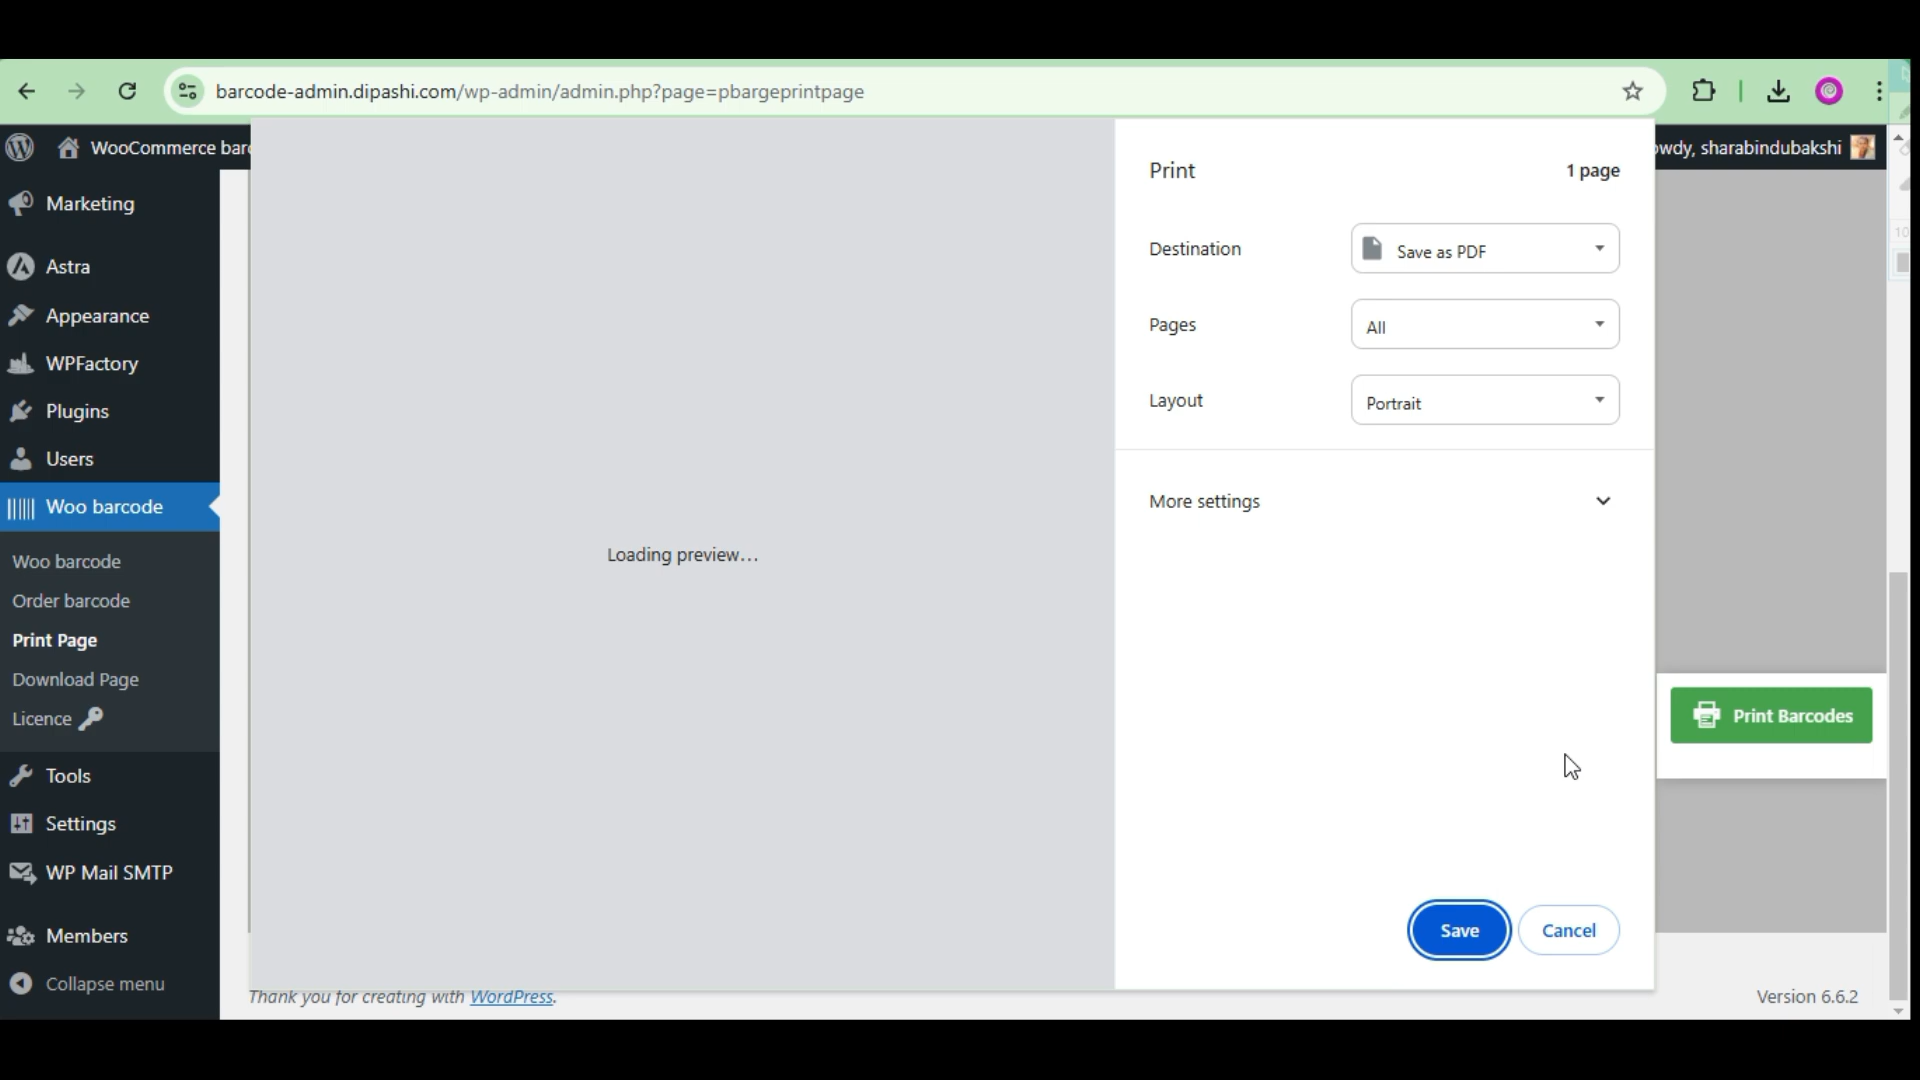 barcode-admin.dipashi.com/wp-admin/admin.php?page=pbargeprintpage
WooCommerce bar
owdy, sharabindubakshi
Marketing
Astra
Appearance
WPFactory
Plugins
Users
Woo barcode
Woo barcode
Order barcode
Print Page
Download Page
Licence
Tools
Settings
WP Mail SMTP
Members
Collapse menu
Loading preview...
Print
1 page
Destination
Save as PDF
Pages
All
Layout
Portrait
More settings
Save
Cancel
Print Barcodes
Thank you for creating with WordPress.
Version 6.6.2
10